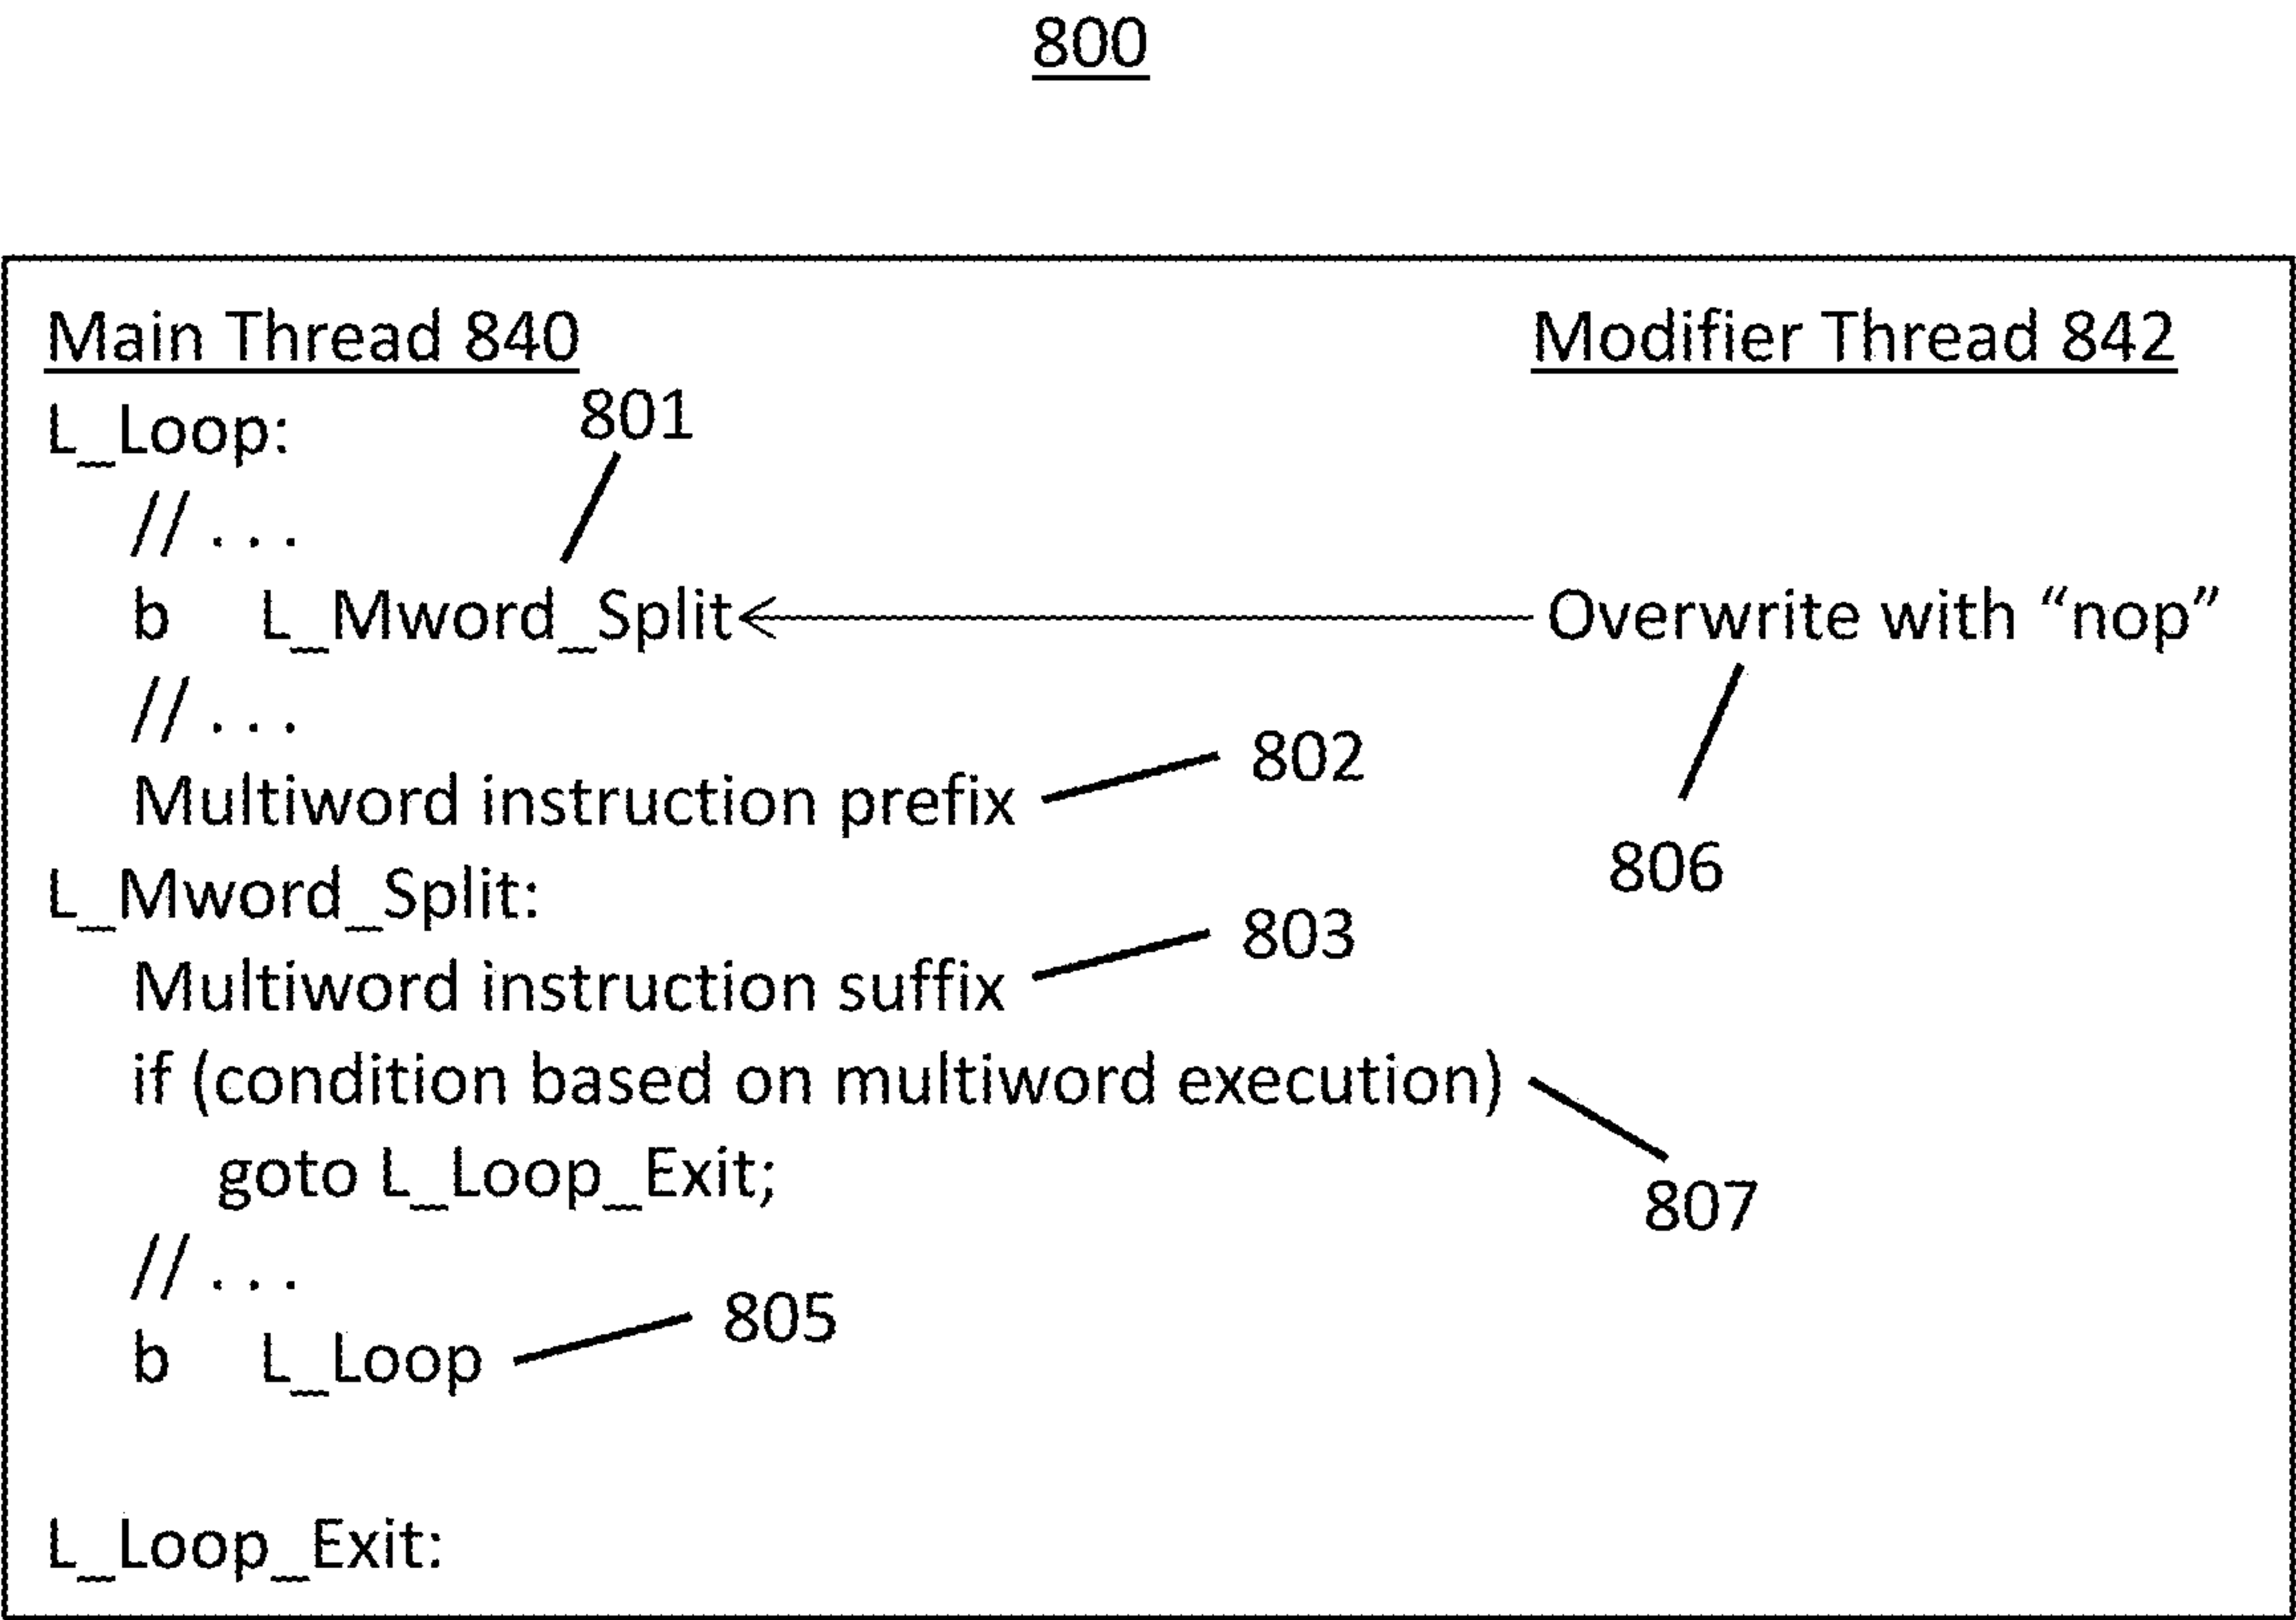 800
Main Thread 840 Modifier Thread 842
801
L_Loop:
// . . .
b L_Mword_Split Overwrite with “nop”
// . . .
802
Multiword instruction prefix
806
L_Mword_Split:
803
Multiword instruction suffix
if (condition based on multiword execution)
goto L_Loop_Exit;
807
// . . .
805
b L_Loop
L_Loop_Exit: